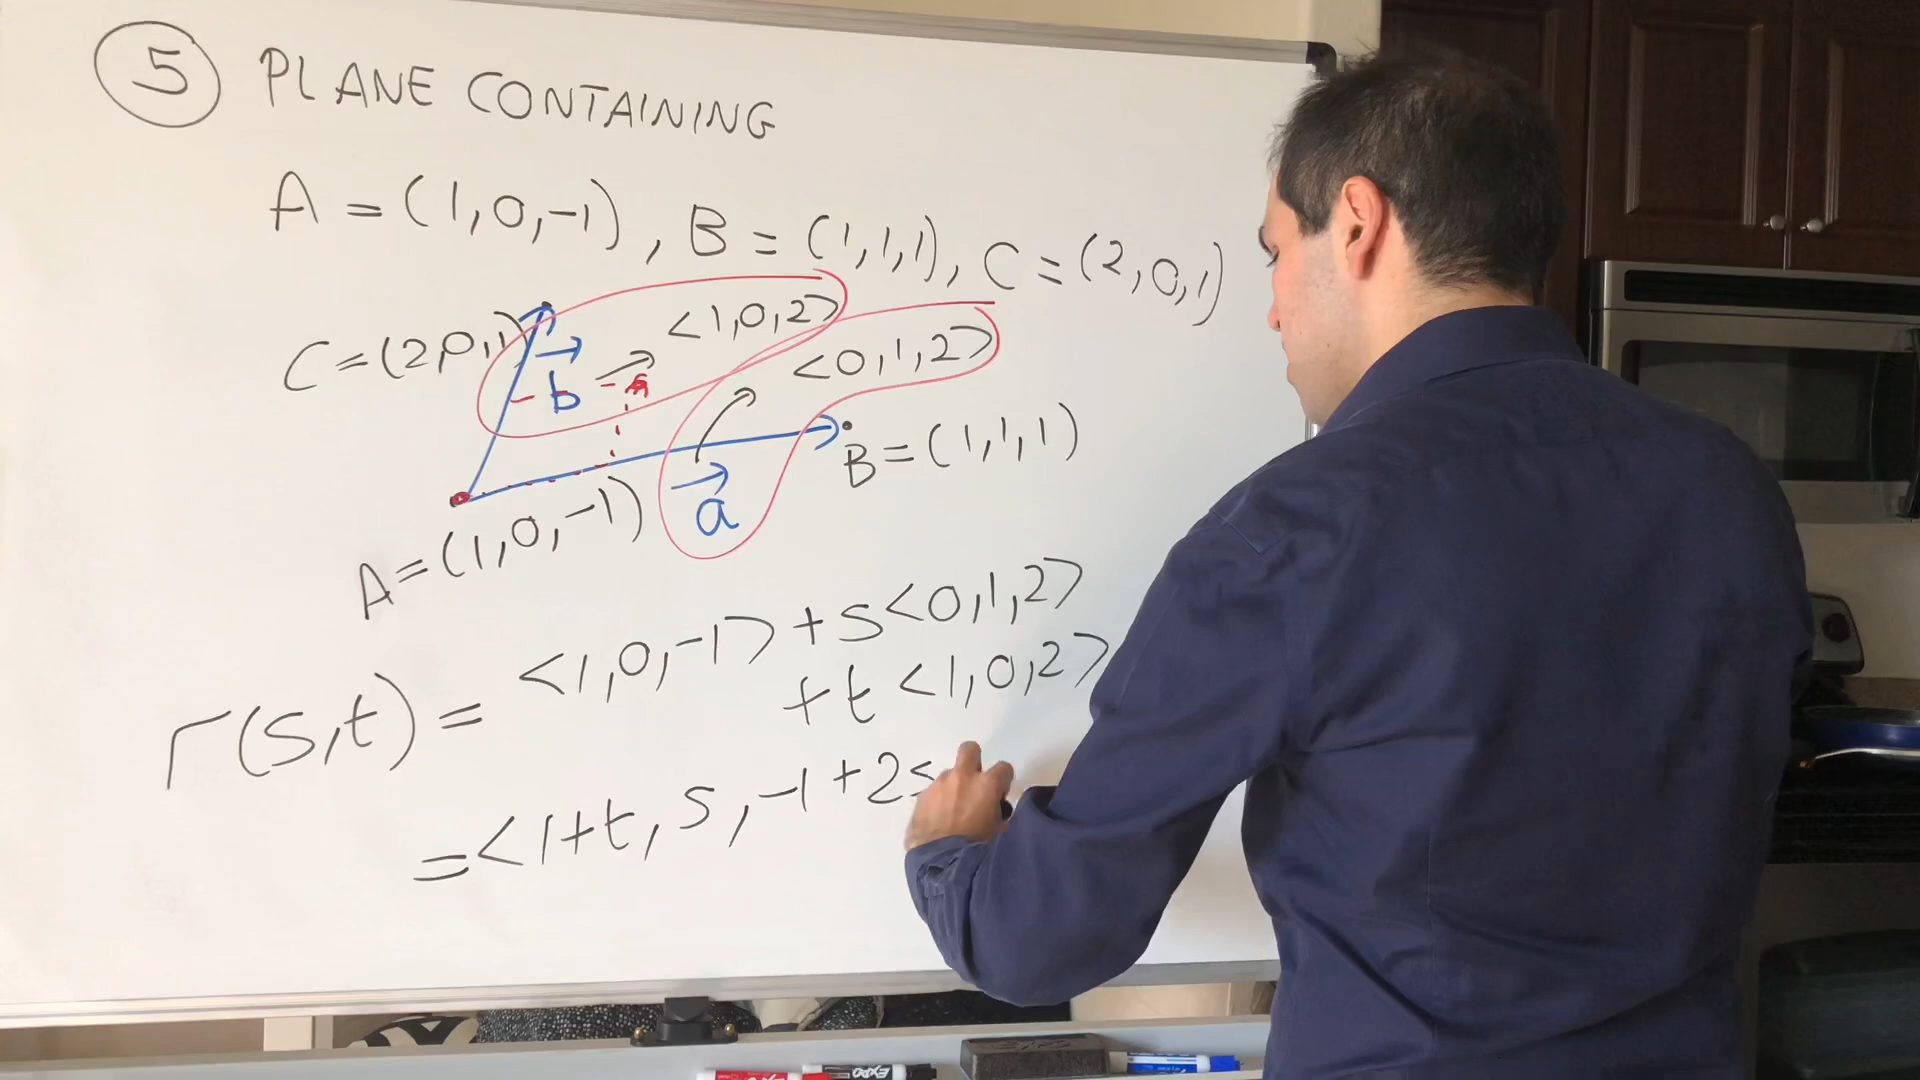 5 PLANE CONTAINING
A = (1,0,-1), B = (1,1,1), C = (2,0,1)
<1,0,2>
C = (2,0,1)
<0,1,2>
b
B = (1,1,1)
a
A = (1,0,-1)
r(s,t) = <1,0,-1> + s<0,1,2>
+ t<1,0,2>
= <1+t, s, -1+2s
EXPO
EXPO